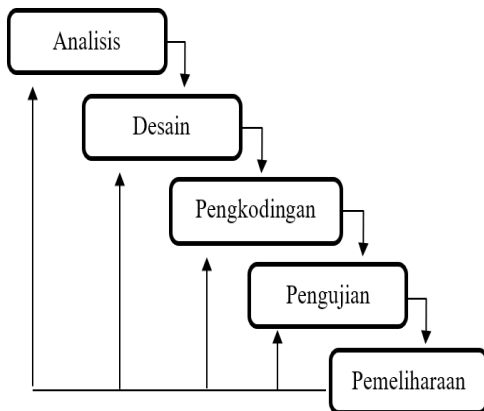 Analisis
Desain
Pengkodingan
Pengujian
Pemeliharaan